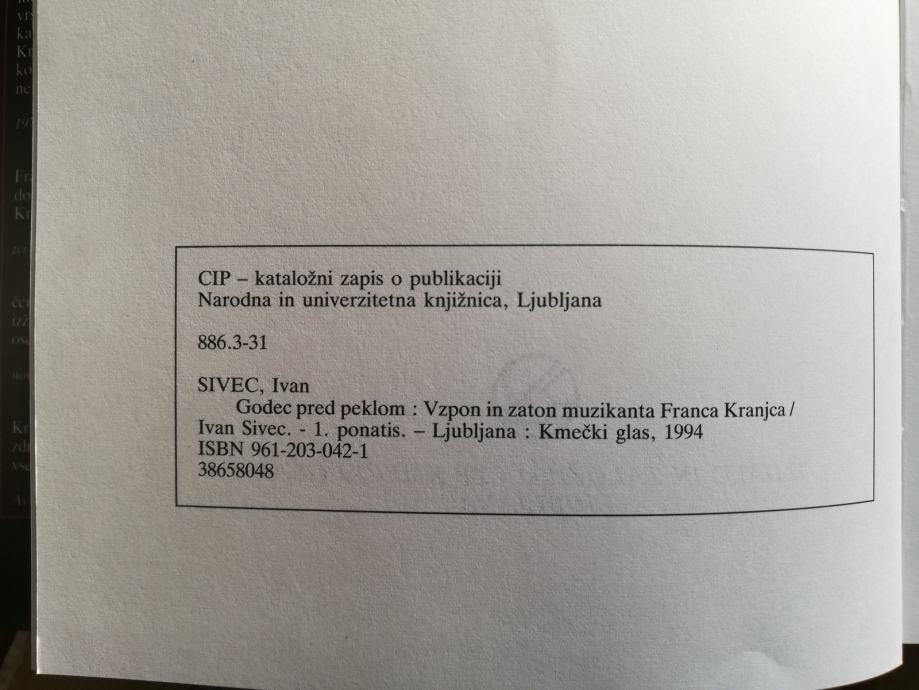 CIP – kataložni zapis o publikaciji
Narodna in univerzitetna knjižnica, Ljubljana
886.3-31
SIVEC, Ivan
Godec pred peklom : Vzpon in zaton muzikanta Franca Kranjca /
Ivan Sivec. - 1. ponatis. – Ljubljana : Kmečki glas, 1994
ISBN 961-203-042-1
38658048